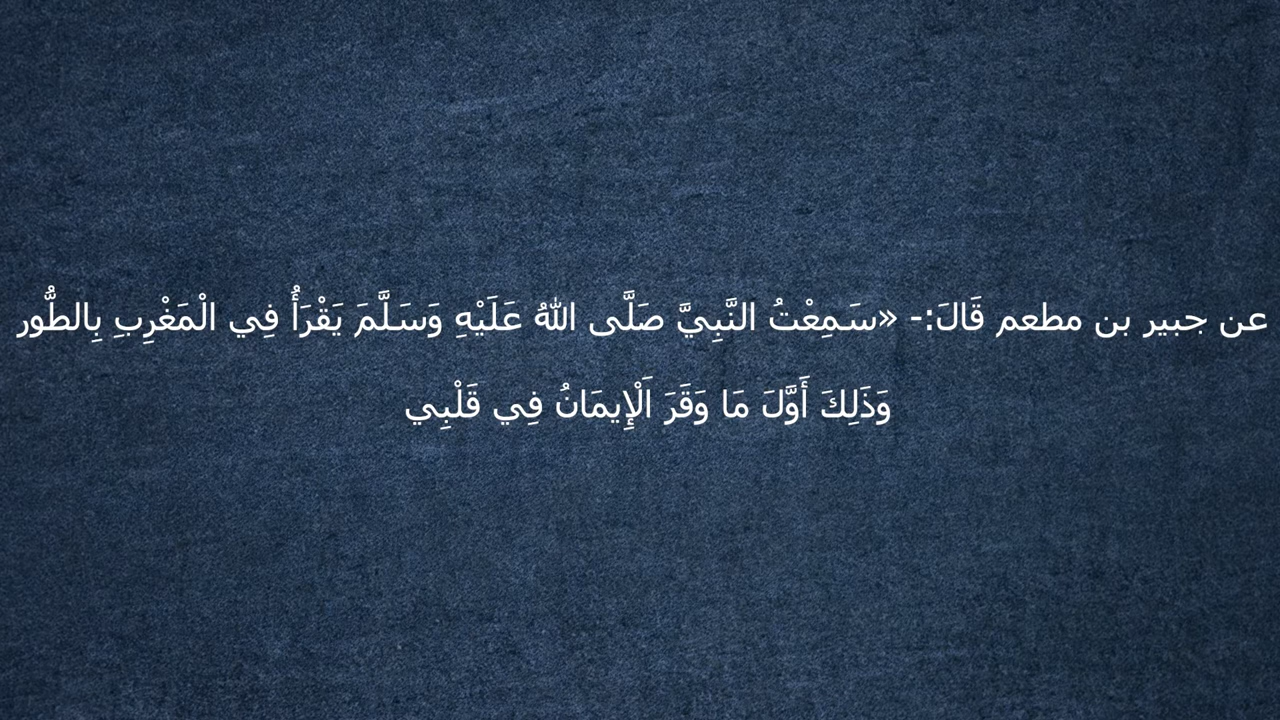 عن جبير بن مطعم قَالَ:- «سَمِعْتُ النَّبِيَّ صَلَّى اللهُ عَلَيْهِ وَسَلَّمَ يَقْرَأُ فِي الْمَغْرِبِ بِالطُّور
وَذَلِكَ أَوَّلَ مَا وَقَرَ اَلْإِيمَانُ فِي قَلْبِي